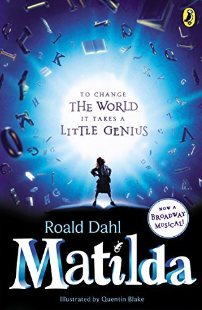 TO CHANGE
THE WORLD
IT TAKES A
LITTLE GENIUS
NOW A
BROADWAY
MUSICAL!
Roald Dahl
Matilda
Illustrated by Quentin Blake